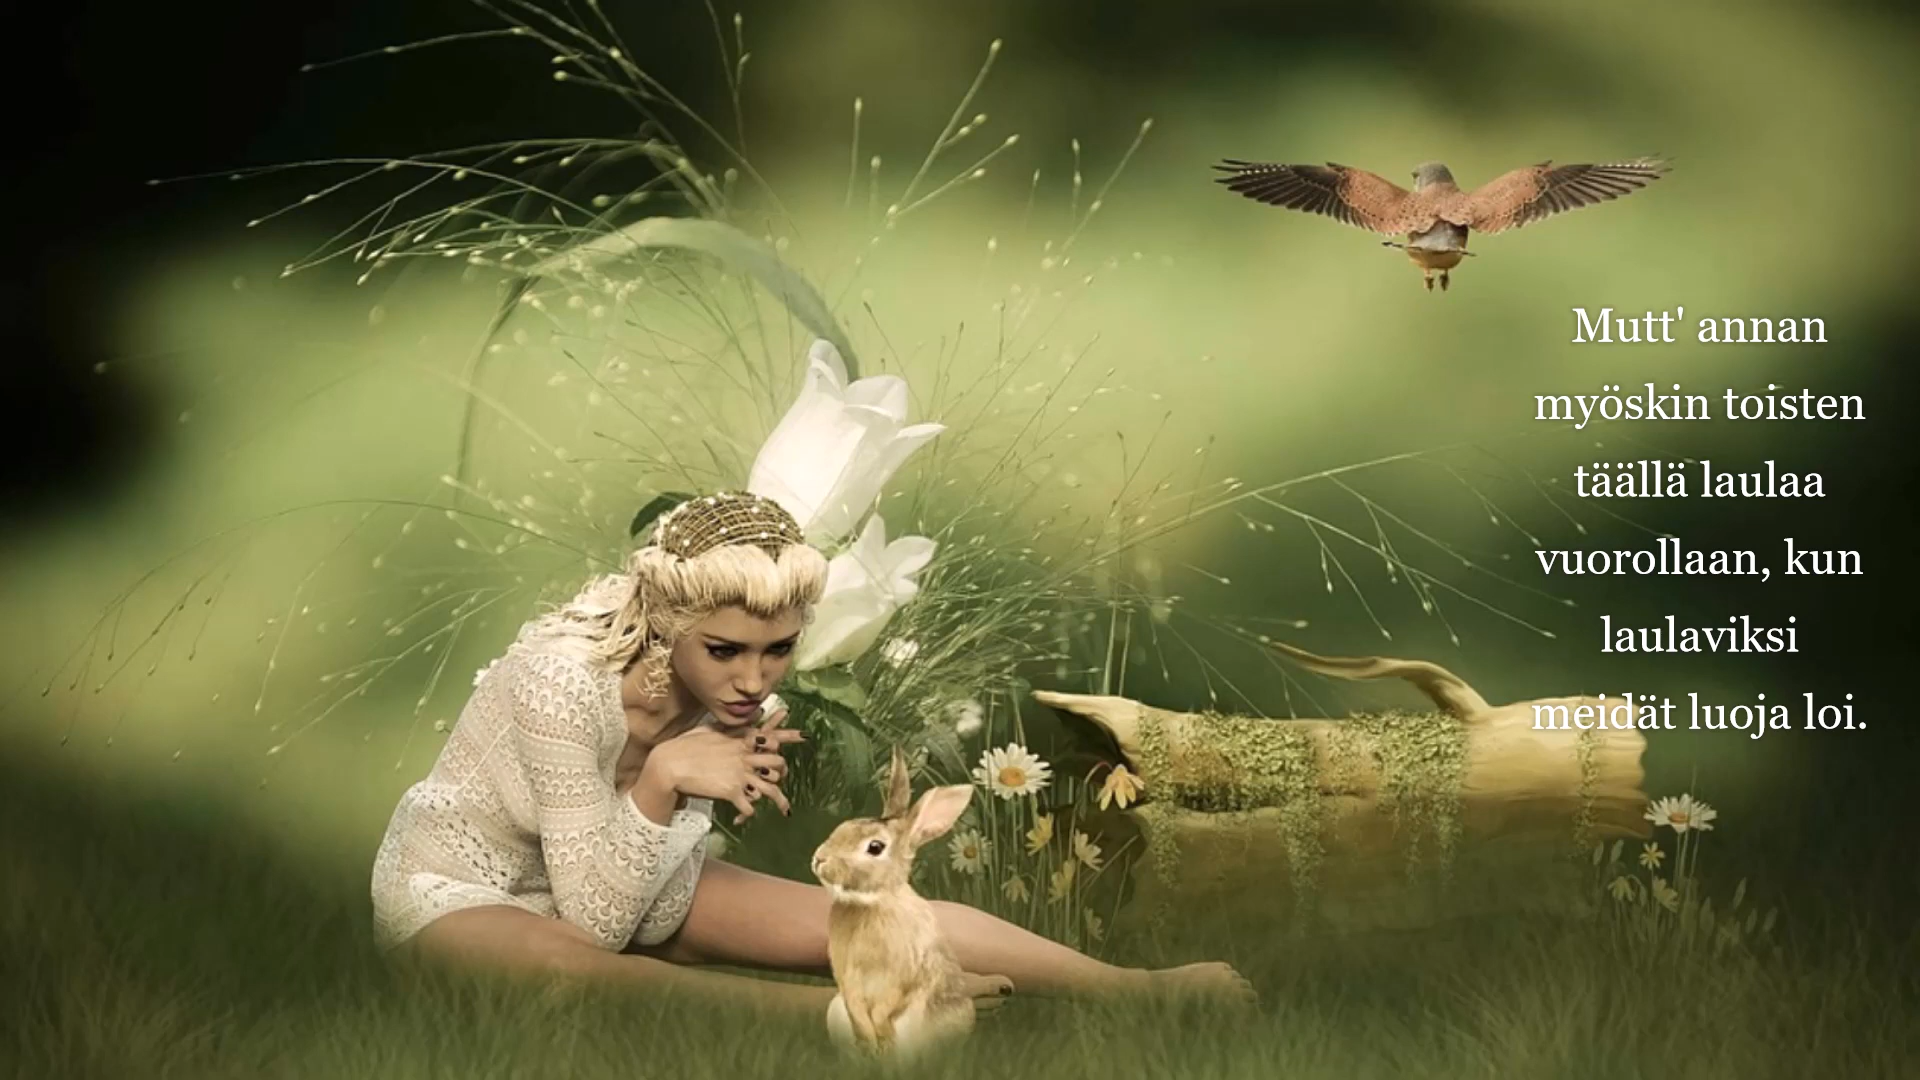 Mutt' annan
myöskin toisten
täällä laulaa
vuorollaan, kun
laulaviksi
meidät luoja loi.